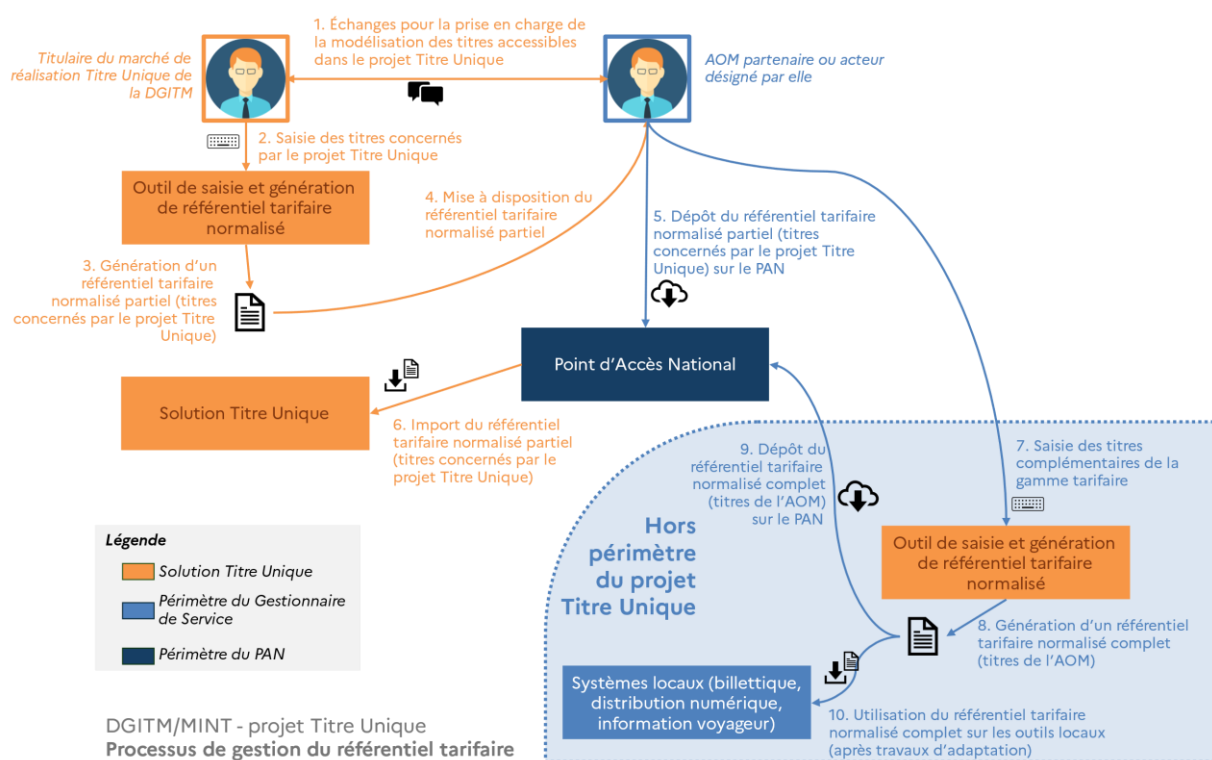 1. Échanges pour la prise en charge de
la modélisation des titres accessibles
dans le projet Titre Unique
Titulaire du marché de
réalisation Titre Unique de
la DGITM
AOM partenaire ou acteur
désigné par elle
2. Saisie des titres concernés
par le projet Titre Unique
Outil de saisie et génération
de référentiel tarifaire
normalisé
4. Mise à disposition du
référentiel tarifaire
normalisé partiel
5. Dépôt du référentiel tarifaire
normalisé partiel (titres
concernés par le projet Titre
Unique) sur le PAN
3. Génération d'un
référentiel tarifaire
normalisé partiel (titres
concernés par le projet Titre
Unique)
Point d'Accès National
Solution Titre Unique
6. Import du référentiel
tarifaire normalisé partiel
(titres concernés par le
projet Titre Unique)
9. Dépôt du
référentiel tarifaire
normalisé complet
(titres de l'AOM)
sur le PAN
7. Saisie des titres
complémentaires de la
gamme tarifaire
Hors
périmètre
du projet
Titre Unique
Outil de saisie et génération
de référentiel tarifaire
normalisé
8. Génération d'un référentiel
tarifaire normalisé complet
(titres de l'AOM)
Systèmes locaux (billettique,
distribution numérique,
information voyageur)
10. Utilisation du référentiel tarifaire
normalisé complet sur les outils locaux
(après travaux d'adaptation)
Légende
Solution Titre Unique
Périmètre du Gestionnaire
de Service
Périmètre du PAN
DGITM/MINT - projet Titre Unique
Processus de gestion du référentiel tarifaire